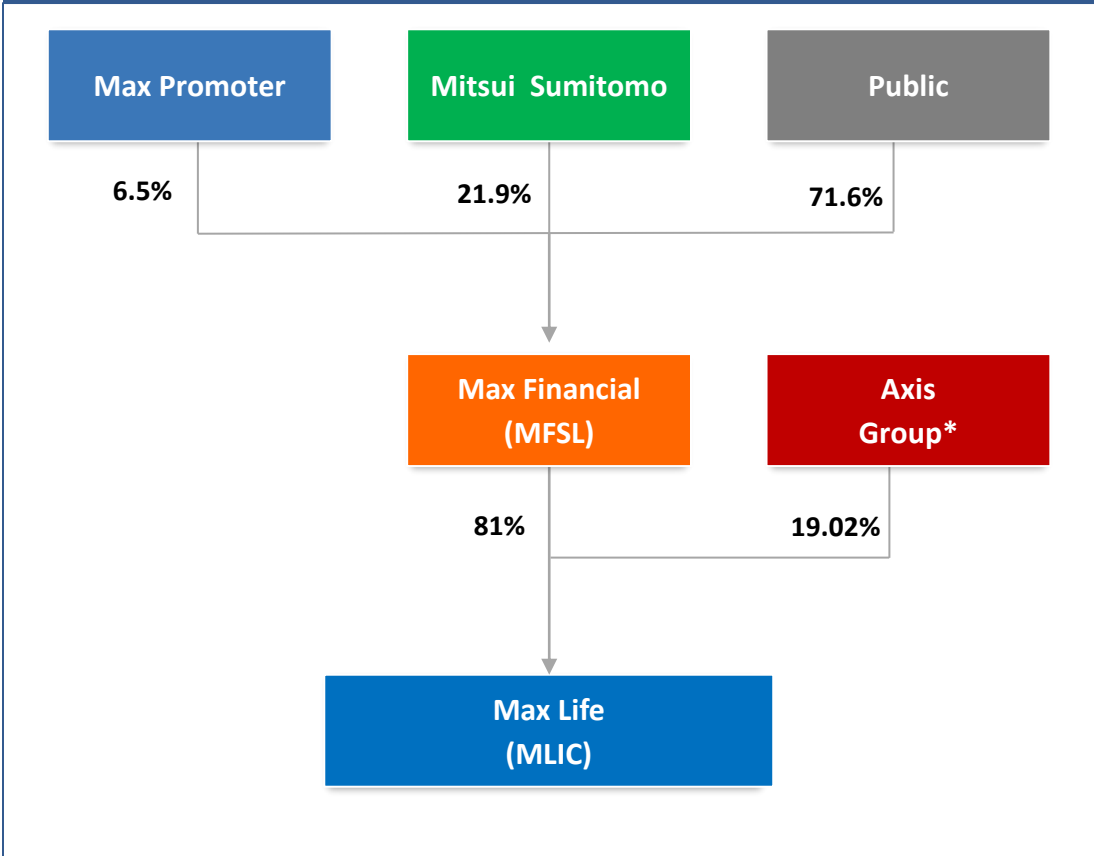 Max Promoter
Mitsui Sumitomo
Public
6.5%
21.9%
71.6%
Max Financial
(MFSL)
Axis
Group*
81%
19.02%
Max Life
(MLIC)